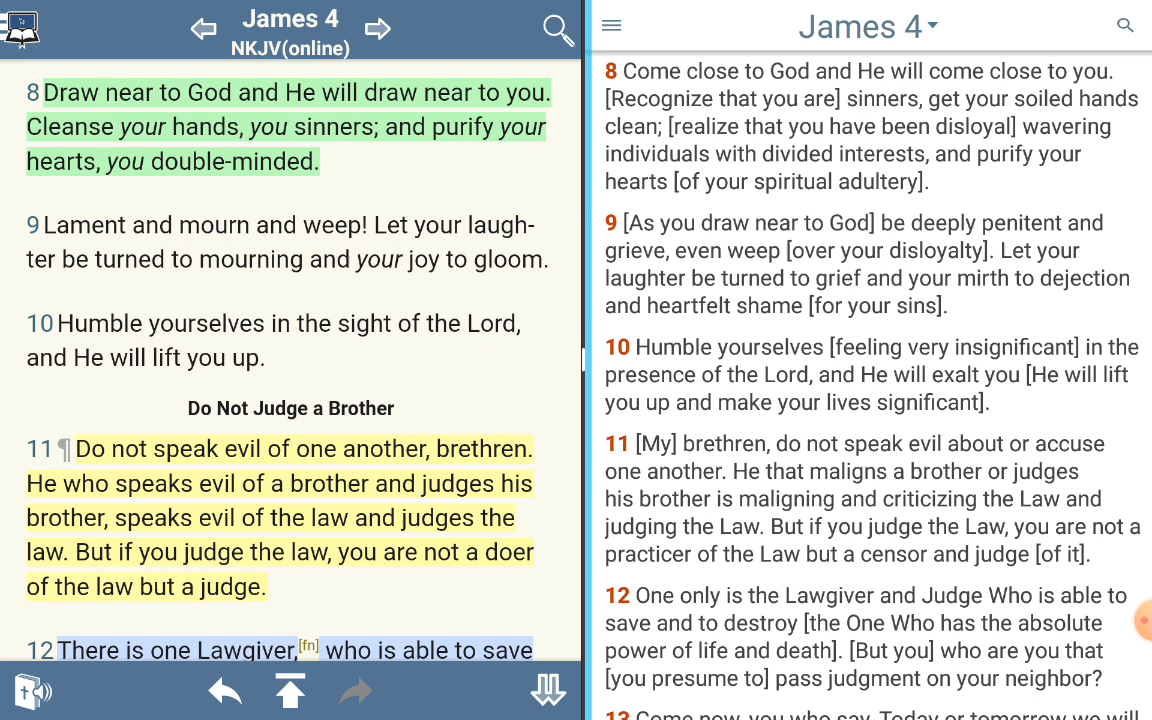 James 4
NKJV(online)
8 Draw near to God and He will draw near to you.
Cleanse your hands, you sinners; and purify your
hearts, you double-minded.
9 Lament and mourn and weep! Let your laugh-
ter be turned to mourning and your joy to gloom.
10 Humble yourselves in the sight of the Lord,
and He will lift you up.
Do Not Judge a Brother
11 ¶ Do not speak evil of one another, brethren.
He who speaks evil of a brother and judges his
brother, speaks evil of the law and judges the
law. But if you judge the law, you are not a doer
of the law but a judge.
12 There is one Lawgiver,[fn] who is able to save
James 4
8 Come close to God and He will come close to you.
[Recognize that you are] sinners, get your soiled hands
clean; [realize that you have been disloyal] wavering
individuals with divided interests, and purify your
hearts [of your spiritual adultery].
9 [As you draw near to God] be deeply penitent and
grieve, even weep [over your disloyalty]. Let your
laughter be turned to grief and your mirth to dejection
and heartfelt shame [for your sins].
10 Humble yourselves [feeling very insignificant] in the
presence of the Lord, and He will exalt you [He will lift
you up and make your lives significant].
11 [My] brethren, do not speak evil about or accuse
one another. He that maligns a brother or judges
his brother is maligning and criticizing the Law and
judging the Law. But if you judge the Law, you are not a
practicer of the Law but a censor and judge [of it].
12 One only is the Lawgiver and Judge Who is able to
save and to destroy [the One Who has the absolute
power of life and death]. [But you] who are you that
[you presume to] pass judgment on your neighbor?
13 Come now, you who say, Today or tomorrow we will